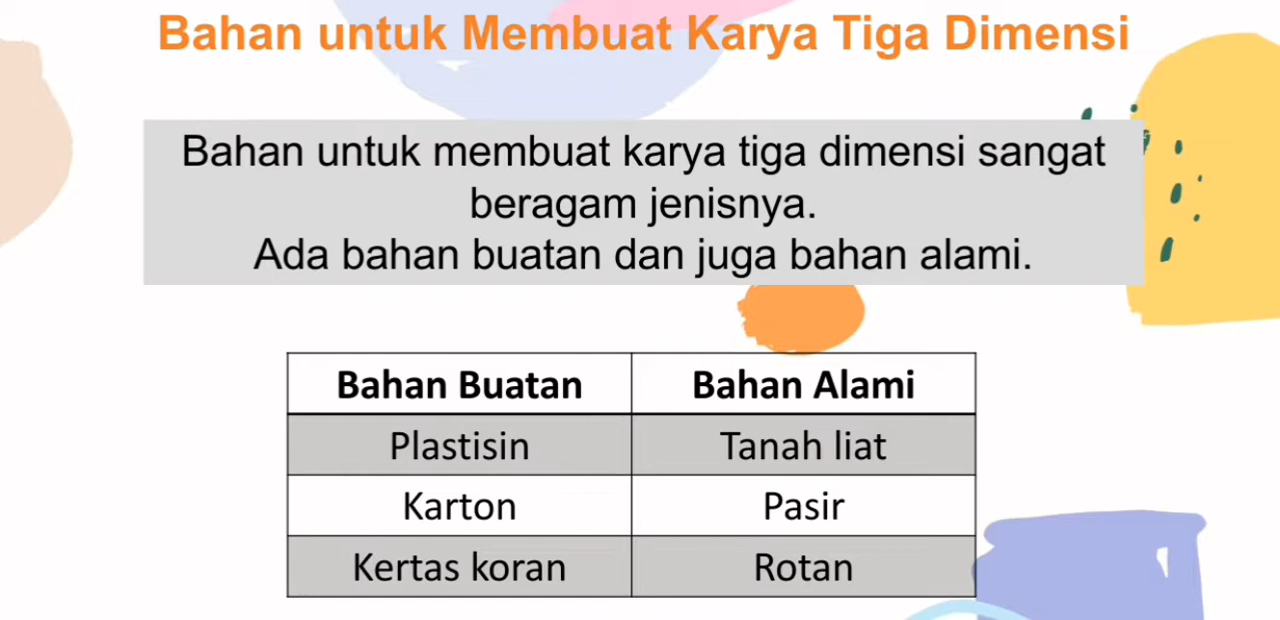 Bahan untuk Membuat Karya Tiga Dimensi
Bahan untuk membuat karya tiga dimensi sangat
beragam jenisnya.
Ada bahan buatan dan juga bahan alami.
Bahan Buatan Bahan Alami
Plastisin Tanah liat
Karton Pasir
Kertas koran Rotan